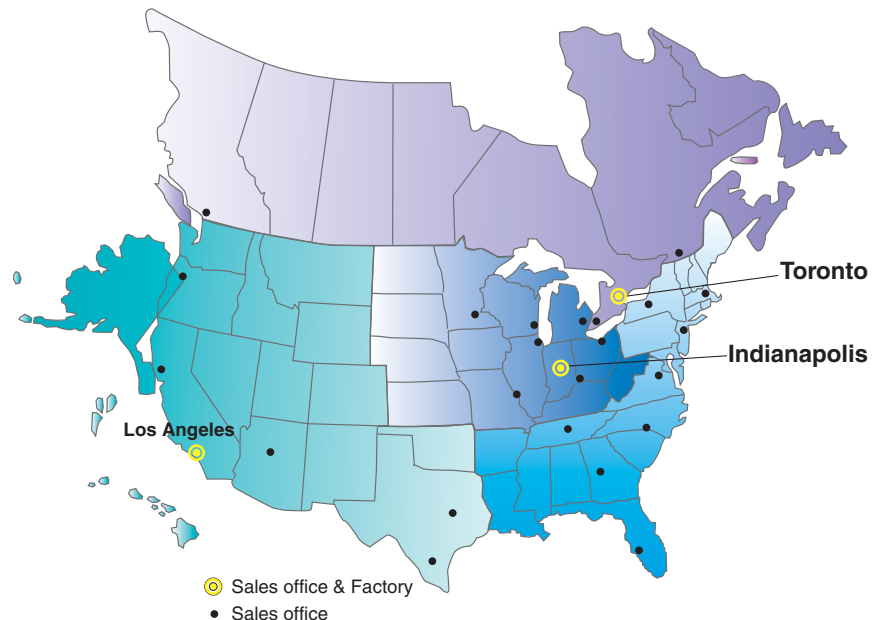 Toronto
Indianapolis
Los Angeles
Sales office & Factory
Sales office